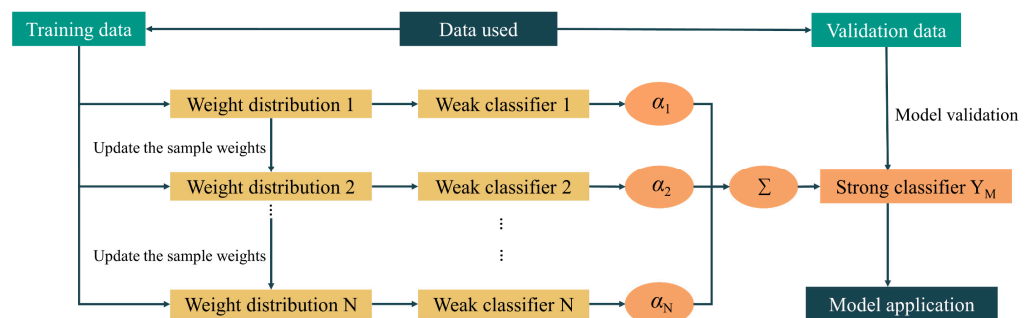 Training data
Data used
Validation data
Weight distribution 1
Weak classifier 1
α1
Model validation
Update the sample weights
Weight distribution 2
Weak classifier 2
α2
Σ
Strong classifier YM
Update the sample weights
Weight distribution N
Weak classifier N
αN
Model application